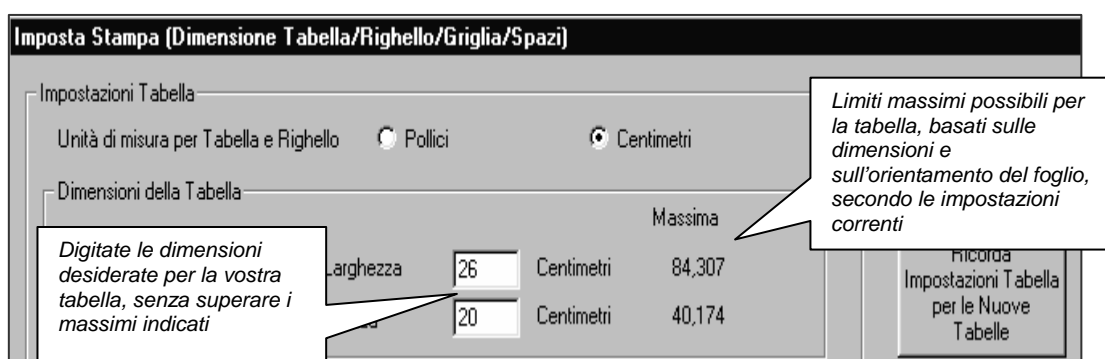 Imposta Stampa (Dimensione Tabella/Righello/Griglia/Spazi)
Impostazioni Tabella
Unità di misura per Tabella e Righello Pollici Centimetri
Limiti massimi possibili per
la tabella, basati sulle
dimensioni e
sull'orientamento del foglio,
secondo le impostazioni
correnti
Dimensioni della Tabella
Massima
Digitate le dimensioni
desiderate per la vostra
tabella, senza superare i
massimi indicati
Larghezza 26 Centimetri 84,307
20 Centimetri 40,174
Ricorda
Impostazioni Tabella
per le Nuove
Tabelle